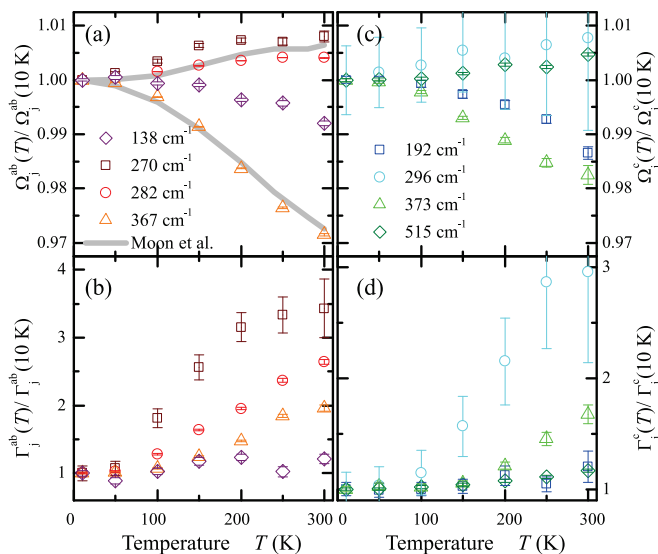 (a)
1.01
1.00
0.99
0.98
0.97
Ω_j^ab(T)/ Ω_j^ab(10 K)
138 cm⁻¹
270 cm⁻¹
282 cm⁻¹
367 cm⁻¹
Moon et al.
(c)
1.01
1.00
0.99
0.98
0.97
Ω_i^c(T)/ Ω_i^c(10 K)
192 cm⁻¹
296 cm⁻¹
373 cm⁻¹
515 cm⁻¹
(b)
4
3
2
1
Γ_j^ab(T)/ Γ_j^ab(10 K)
0 100 200 300
Temperature T (K)
(d)
3
2
1
Γ_i^c(T)/ Γ_i^c(10 K)
0 100 200 300
Temperature T (K)